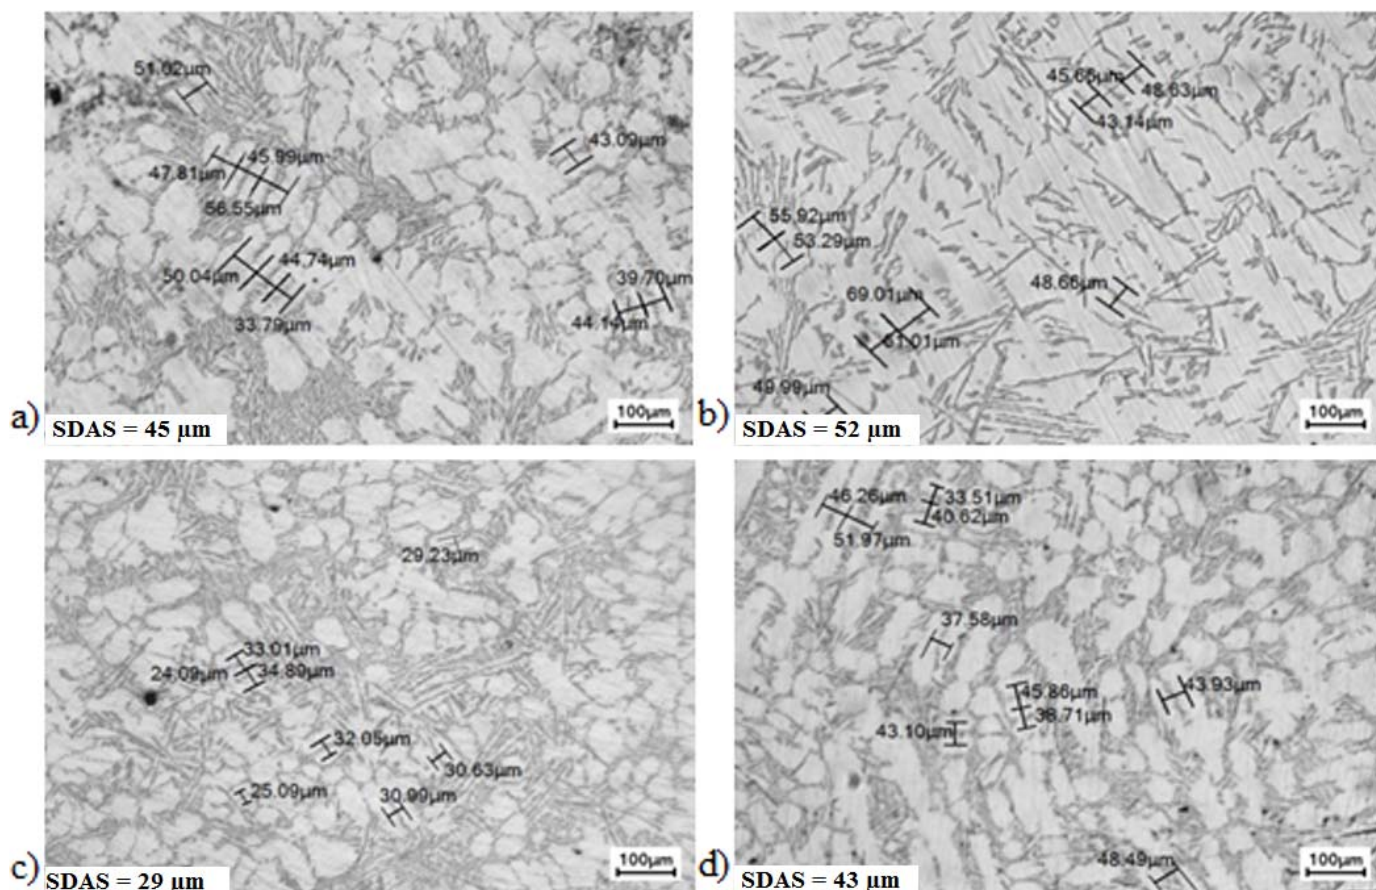 51.02µm
43.09µm
45.99µm
47.81µm
56.55µm
44.74µm
50.04µm
39.70µm
33.79µm
44.14µm
100µm
a) SDAS = 45 µm
45.66µm
48.63µm
43.14µm
55.92µm
53.29µm
48.66µm
69.01µm
61.01µm
49.99µm
100µm
b) SDAS = 52 µm
29.23µm
33.01µm
24.09µm
34.89µm
32.05µm
30.63µm
25.09µm
30.99µm
100µm
c) SDAS = 29 µm
46.26µm
33.51µm
40.62µm
51.97µm
37.58µm
45.86µm
43.93µm
38.71µm
43.10µm
48.49µm
100µm
d) SDAS = 43 µm